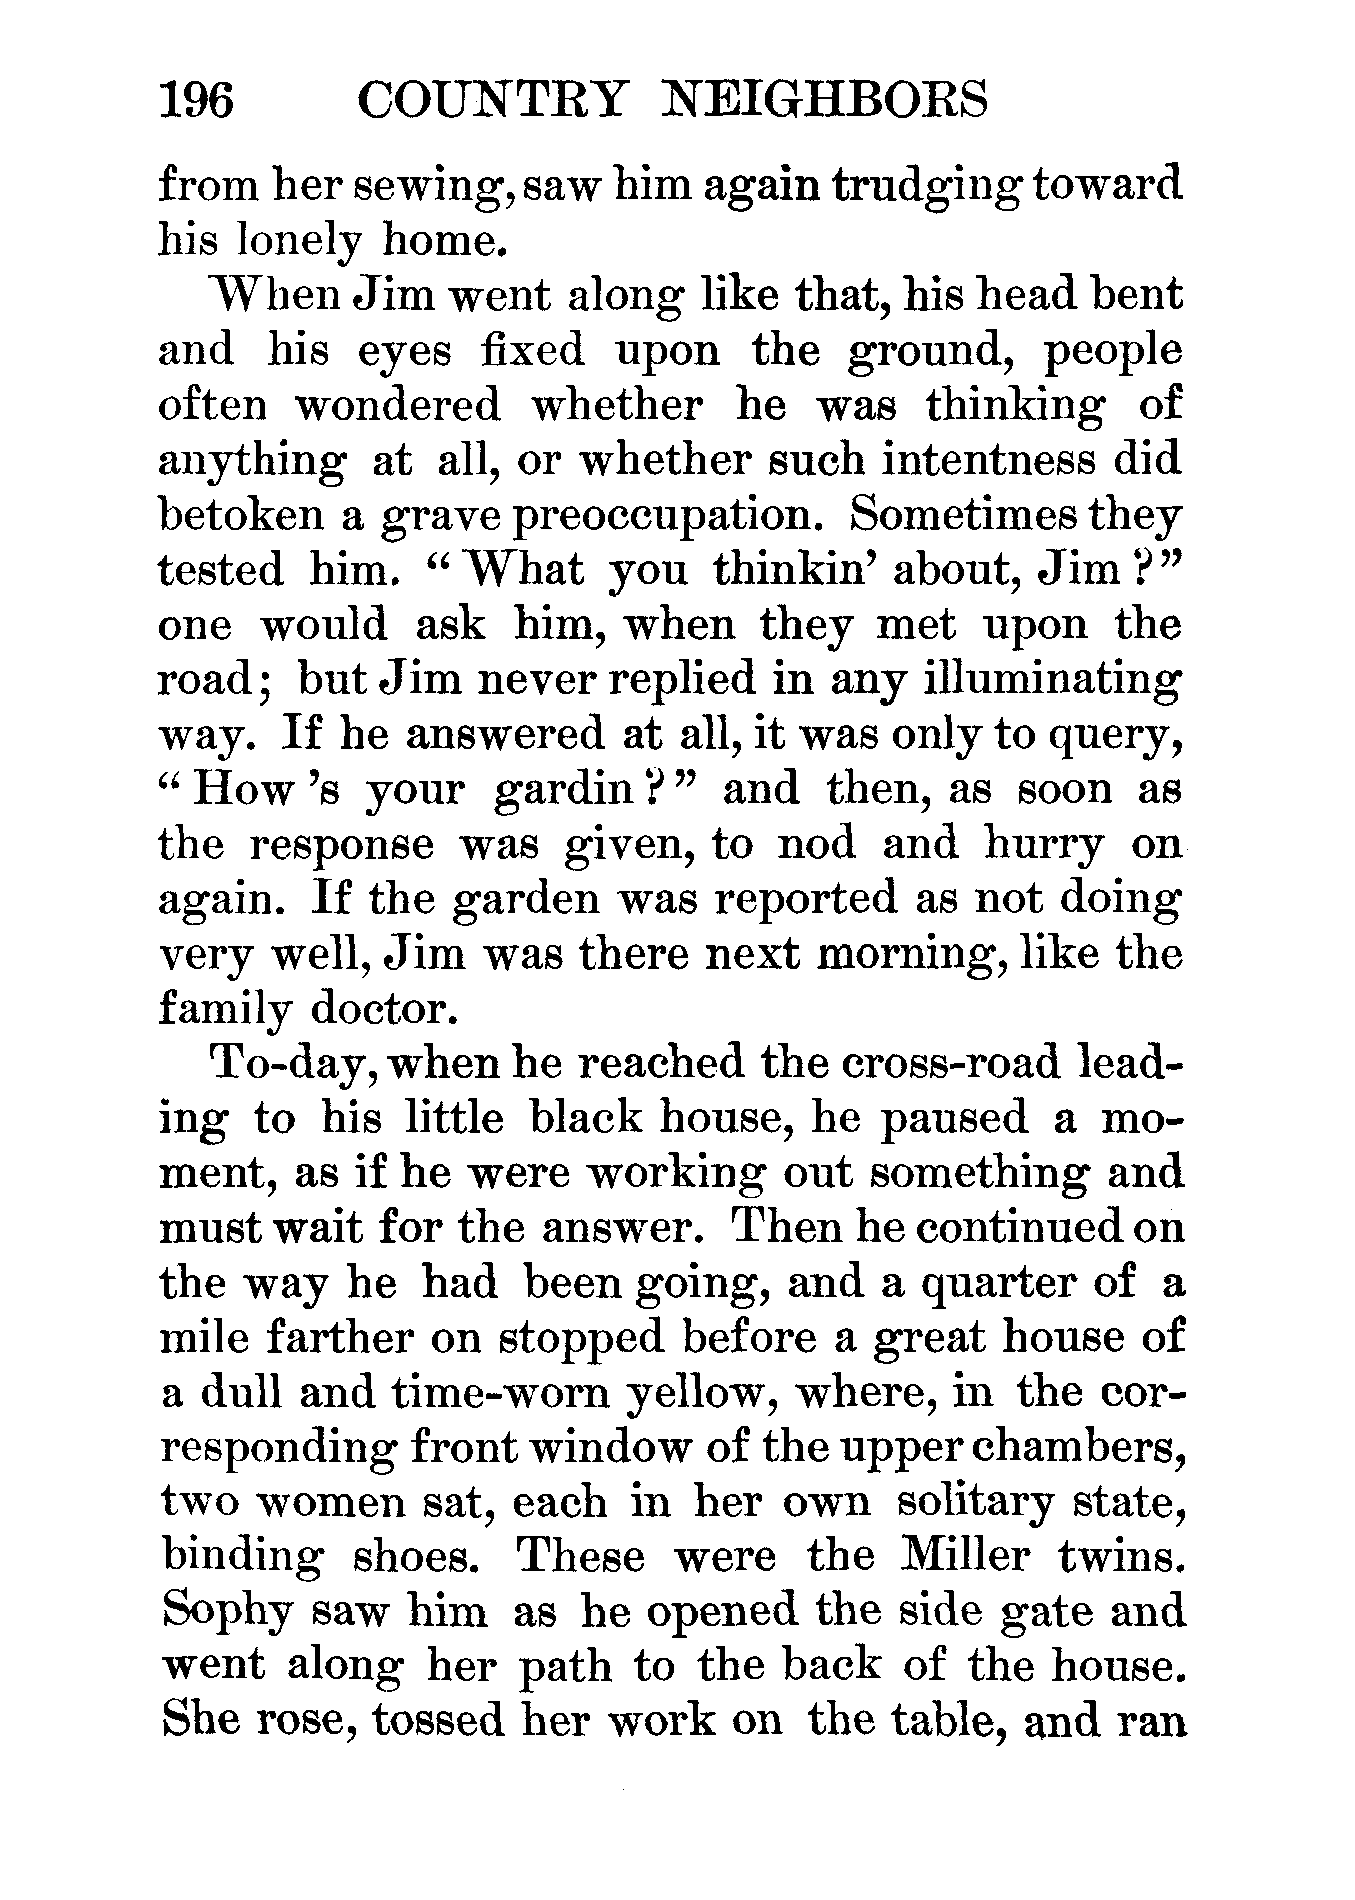 196 COUNTRY NEIGHBORS
from her sewing, saw him again trudging toward
his lonely home.
When Jim went along like that, his head bent
and his eyes fixed upon the ground, people
often wondered whether he was thinking of
anything at all, or whether such intentness did
betoken a grave preoccupation. Sometimes they
tested him. “ What you thinkin’ about, Jim ? ”
one would ask him, when they met upon the
road; but Jim never replied in any illuminating
way. If he answered at all, it was only to query,
“ How ’s your gardin ? ” and then, as soon as
the response was given, to nod and hurry on
again. If the garden was reported as not doing
very well, Jim was there next morning, like the
family doctor.
To-day, when he reached the cross-road lead-
ing to his little black house, he paused a mo-
ment, as if he were working out something and
must wait for the answer. Then he continued on
the way he had been going, and a quarter of a
mile farther on stopped before a great house of
a dull and time-worn yellow, where, in the cor-
responding front window of the upper chambers,
two women sat, each in her own solitary state,
binding shoes. These were the Miller twins.
Sophy saw him as he opened the side gate and
went along her path to the back of the house.
She rose, tossed her work on the table, and ran